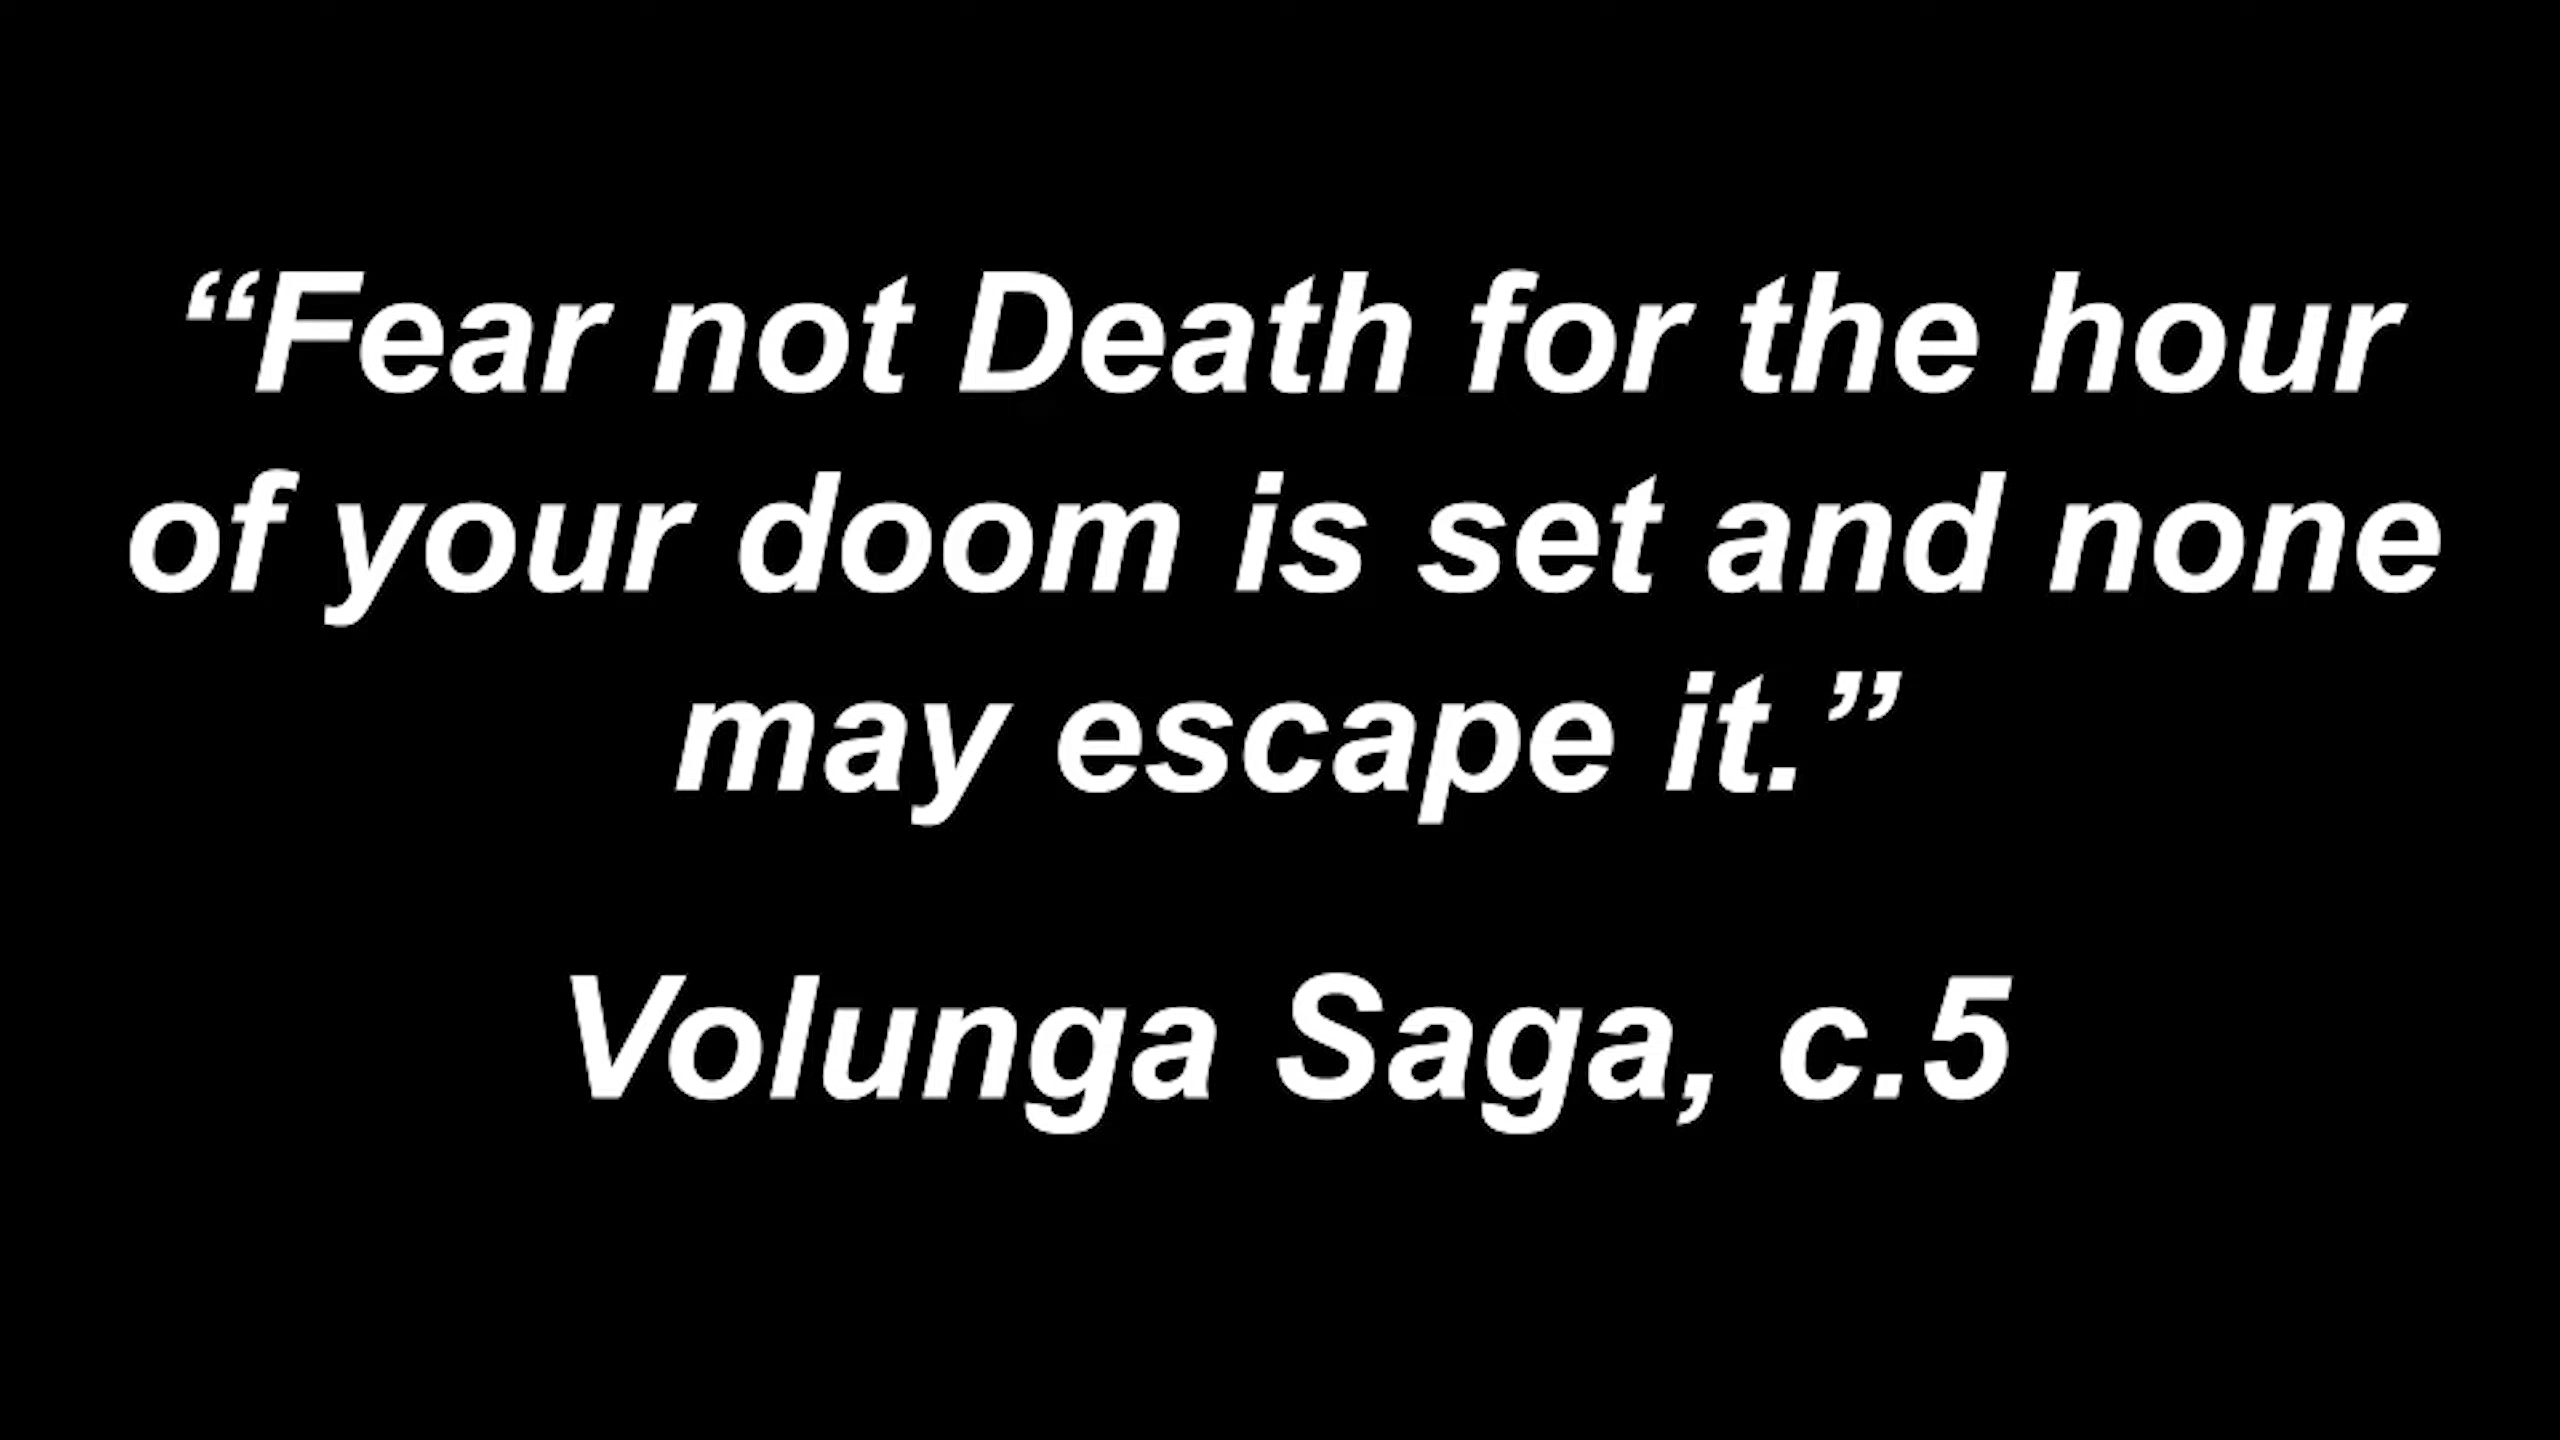 “Fear not Death for the hour
of your doom is set and none
may escape it.”
Volunga Saga, c.5